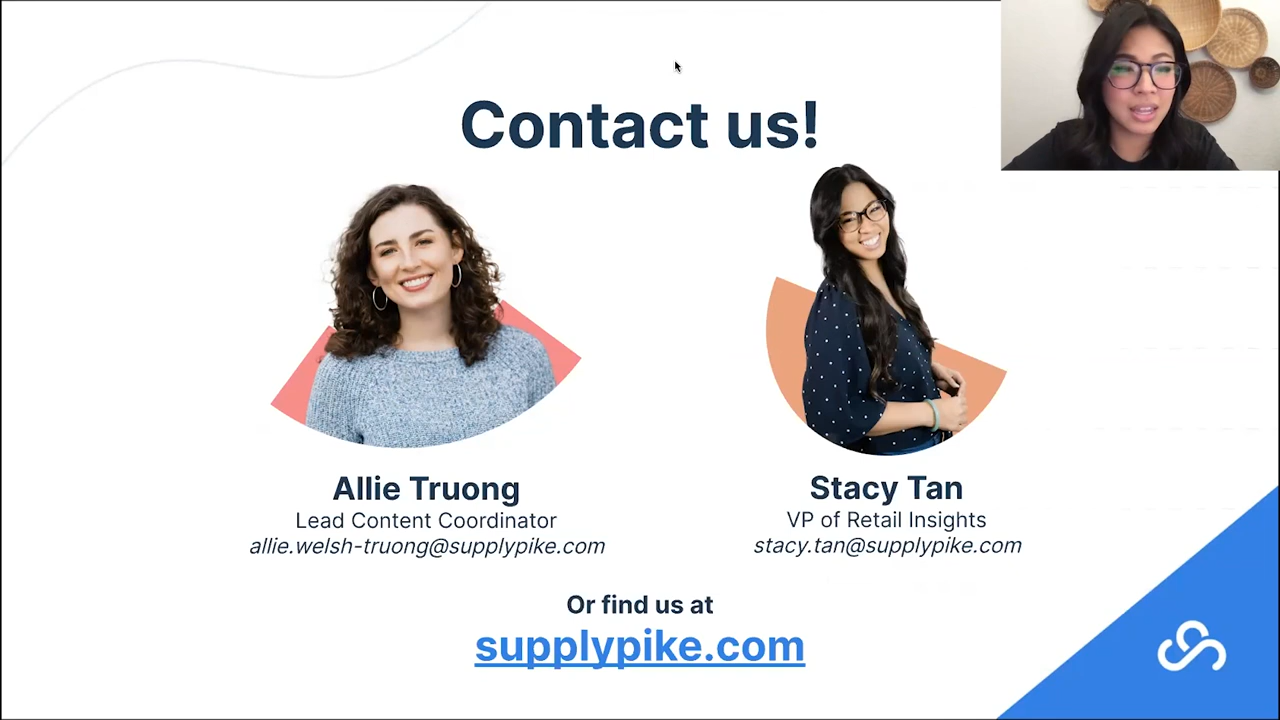 Contact us!
Allie Truong
Lead Content Coordinator
allie.welsh-truong@supplypike.com
Stacy Tan
VP of Retail Insights
stacy.tan@supplypike.com
Or find us at
supplypike.com